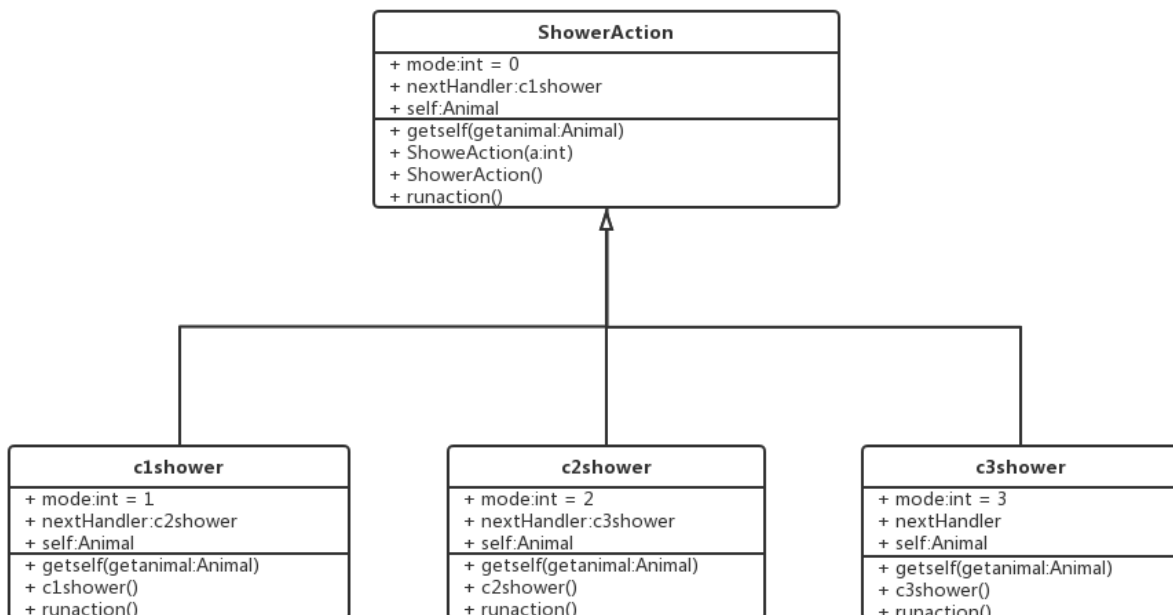 ShowerAction
+ mode:int = 0
+ nextHandler:c1shower
+ self:Animal
+ getself(getanimal:Animal)
+ ShoweAction(a:int)
+ ShowerAction()
+ runaction()
c1shower
+ mode:int = 1
+ nextHandler:c2shower
+ self:Animal
+ getself(getanimal:Animal)
+ c1shower()
+ runaction()
c2shower
+ mode:int = 2
+ nextHandler:c3shower
+ self:Animal
+ getself(getanimal:Animal)
+ c2shower()
+ runaction()
c3shower
+ mode:int = 3
+ nextHandler
+ self:Animal
+ getself(getanimal:Animal)
+ c3shower()
+ runaction()